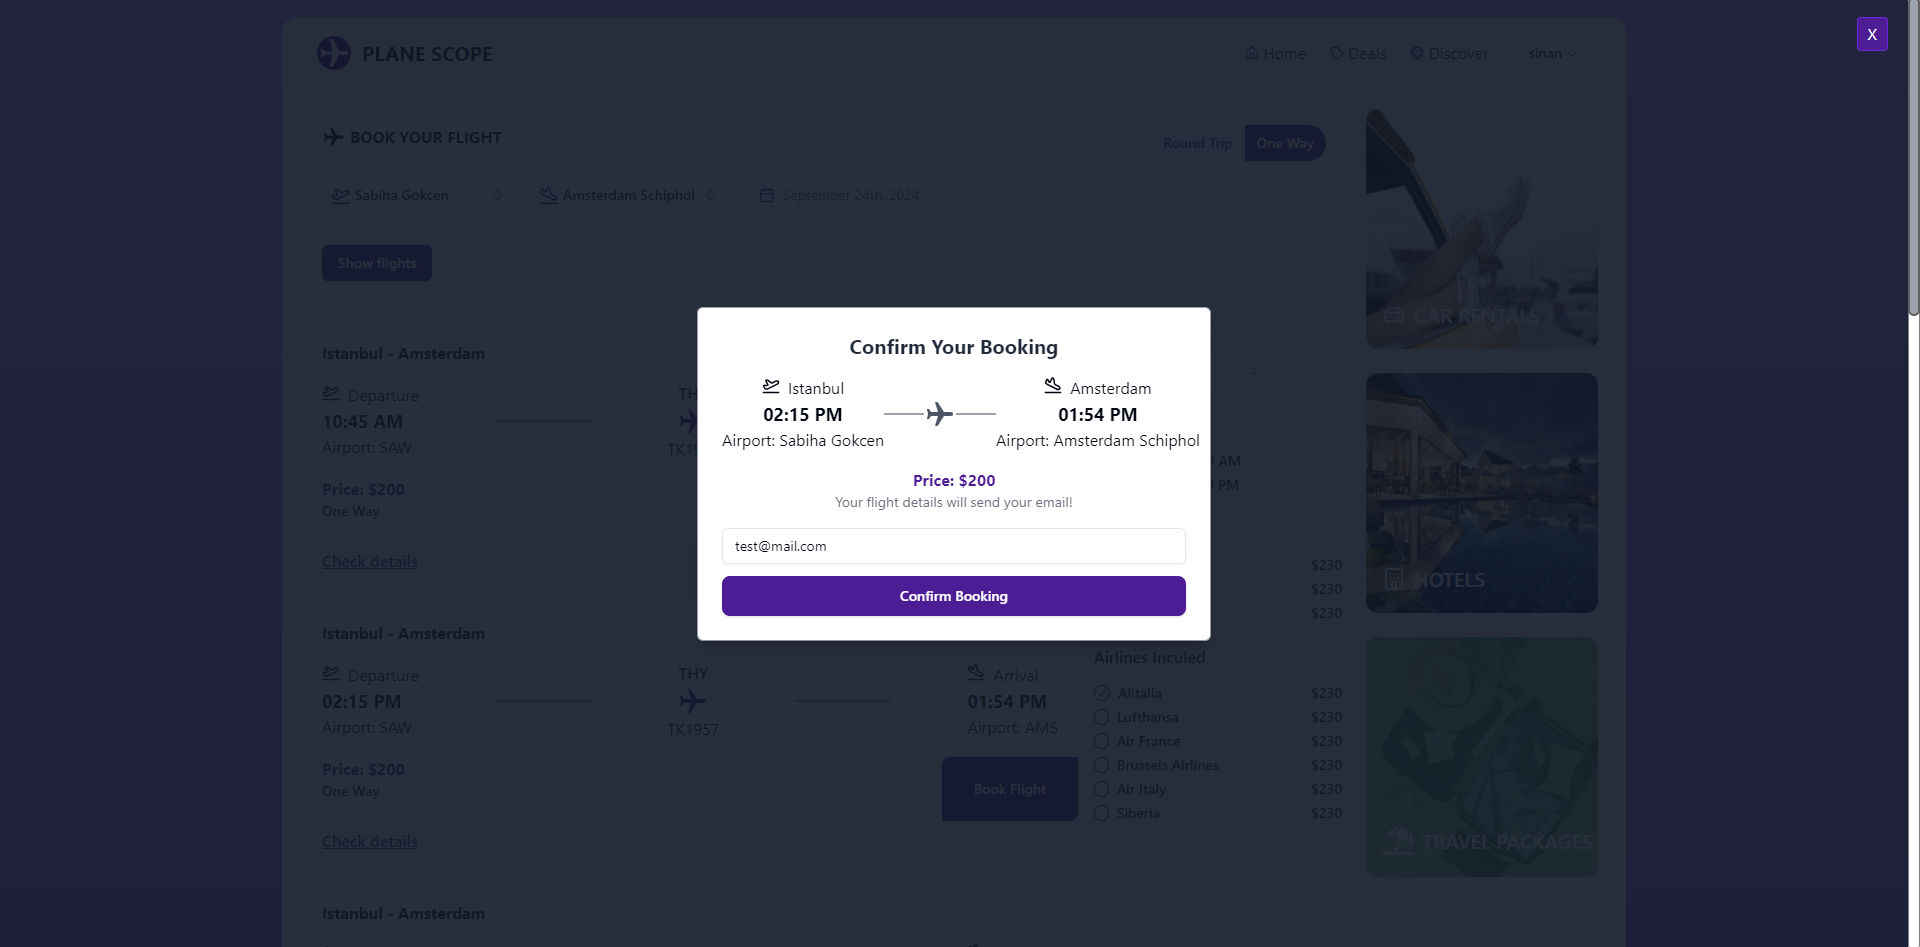 X
PLANE SCOPE
Home
Deals
Discover
sinan
BOOK YOUR FLIGHT
Round Trip
One Way
Sabiha Gokcen
Amsterdam Schiphol
September 24th, 2024
Show flights
CAR RENTALS
HOTELS
TRAVEL PACKAGES
Confirm Your Booking
Istanbul
02:15 PM
Airport: Sabiha Gokcen
Amsterdam
01:54 PM
Airport: Amsterdam Schiphol
Price: $200
Your flight details will send your email!
test@mail.com
Confirm Booking
Istanbul - Amsterdam
Departure
10:45 AM
Airport: SAW
Price: $200
One Way
Check details
AM
PM
$230
$230
$230
Istanbul - Amsterdam
Departure
02:15 PM
Airport: SAW
THY
TK1957
Arrival
01:54 PM
Airport: AMS
Price: $200
One Way
Book Flight
Check details
Airlines Inculed
Alitalia $230
Lufthansa $230
Air France $230
Brussels Airlines $230
Air Italy $230
Siberia $230
Istanbul - Amsterdam